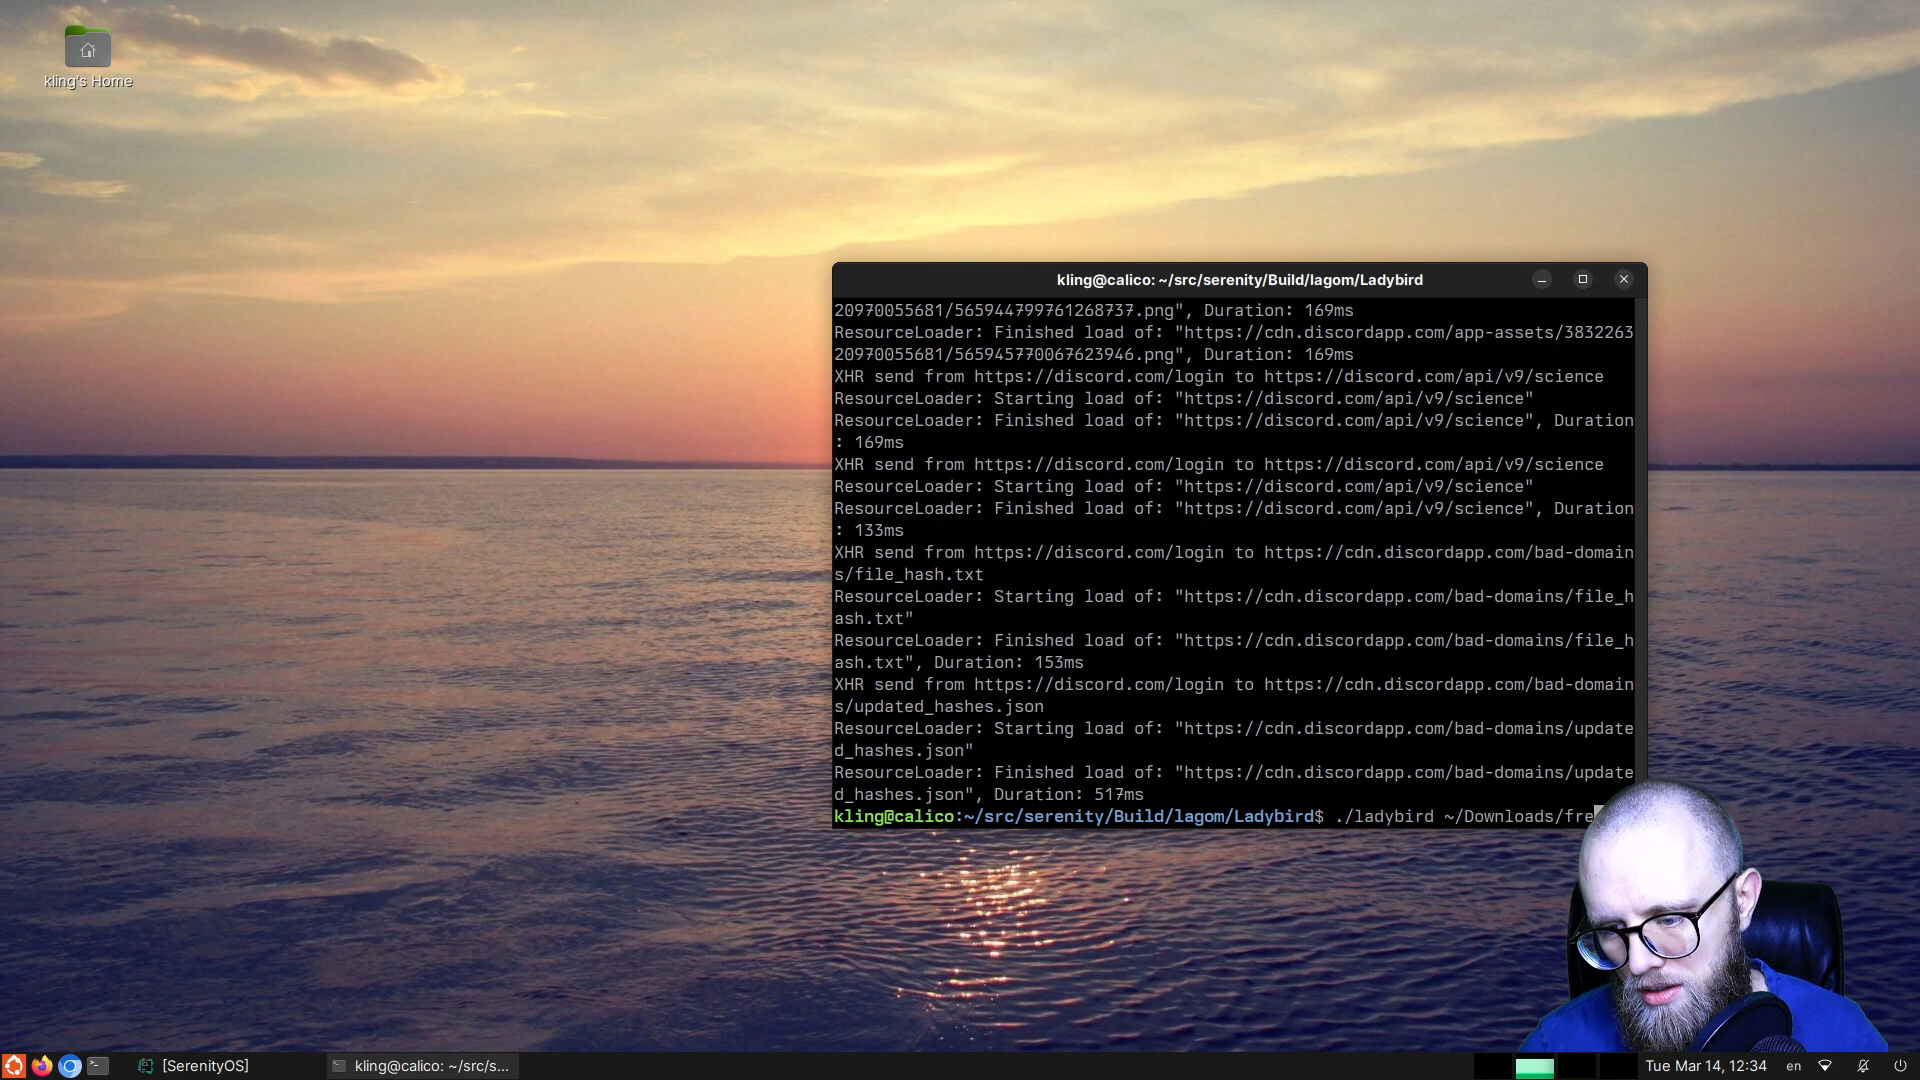 kling's Home
kling@calico: ~/src/serenity/Build/lagom/Ladybird
20970055681/565944799761268737.png", Duration: 169ms
ResourceLoader: Finished load of: "https://cdn.discordapp.com/app-assets/3832263
20970055681/565945770067623946.png", Duration: 169ms
XHR send from https://discord.com/login to https://discord.com/api/v9/science
ResourceLoader: Starting load of: "https://discord.com/api/v9/science"
ResourceLoader: Finished load of: "https://discord.com/api/v9/science", Duration
: 169ms
XHR send from https://discord.com/login to https://discord.com/api/v9/science
ResourceLoader: Starting load of: "https://discord.com/api/v9/science"
ResourceLoader: Finished load of: "https://discord.com/api/v9/science", Duration
: 133ms
XHR send from https://discord.com/login to https://cdn.discordapp.com/bad-domain
s/file_hash.txt
ResourceLoader: Starting load of: "https://cdn.discordapp.com/bad-domains/file_h
ash.txt"
ResourceLoader: Finished load of: "https://cdn.discordapp.com/bad-domains/file_h
ash.txt", Duration: 153ms
XHR send from https://discord.com/login to https://cdn.discordapp.com/bad-domain
s/updated_hashes.json
ResourceLoader: Starting load of: "https://cdn.discordapp.com/bad-domains/update
d_hashes.json"
ResourceLoader: Finished load of: "https://cdn.discordapp.com/bad-domains/update
d_hashes.json", Duration: 517ms
kling@calico:~/src/serenity/Build/lagom/Ladybird$ ./ladybird ~/Downloads/fre
[SerenityOS]
kling@calico: ~/src/s...
Tue Mar 14, 12:34
en